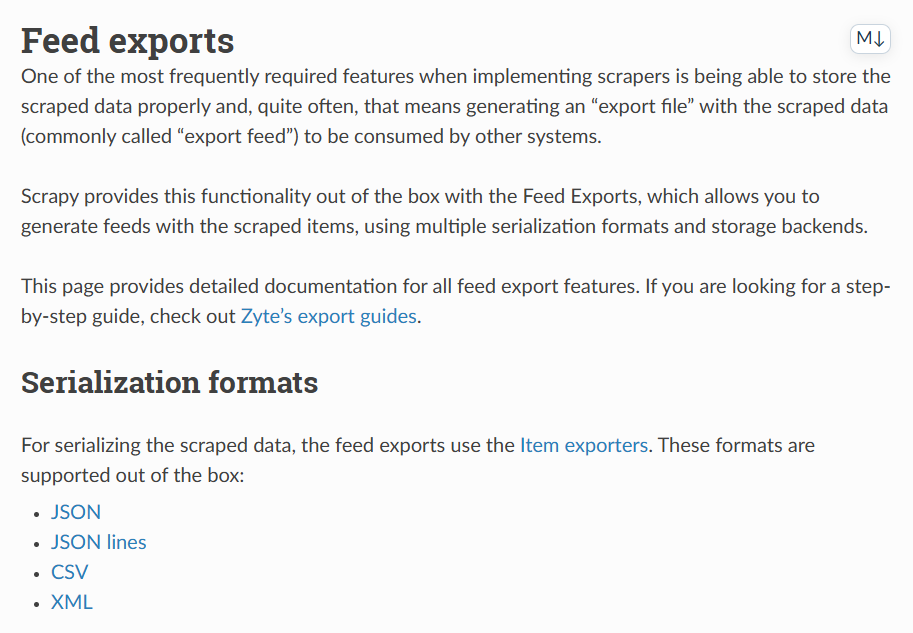 Feed exports
M↓
One of the most frequently required features when implementing scrapers is being able to store the
scraped data properly and, quite often, that means generating an “export file” with the scraped data
(commonly called “export feed”) to be consumed by other systems.
Scrapy provides this functionality out of the box with the Feed Exports, which allows you to
generate feeds with the scraped items, using multiple serialization formats and storage backends.
This page provides detailed documentation for all feed export features. If you are looking for a step-
by-step guide, check out Zyte’s export guides.
Serialization formats
For serializing the scraped data, the feed exports use the Item exporters. These formats are
supported out of the box:
• JSON
• JSON lines
• CSV
• XML